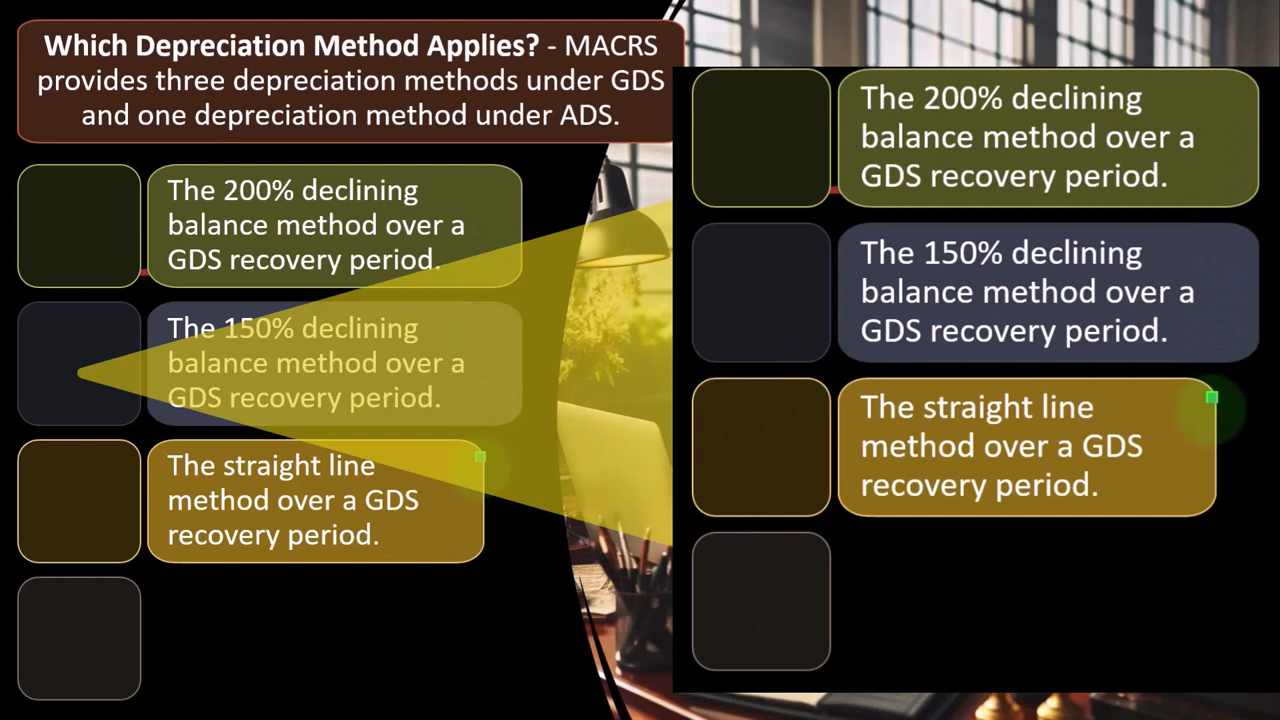 Which Depreciation Method Applies? - MACRS
provides three depreciation methods under GDS
and one depreciation method under ADS.
The 200% declining
balance method over a
GDS recovery period.
The 150% declining
balance method over a
GDS recovery period.
The straight line
method over a GDS
recovery period.
The 200% declining
balance method over a
GDS recovery period.
The 150% declining
balance method over a
GDS recovery period.
The straight line
method over a GDS
recovery period.